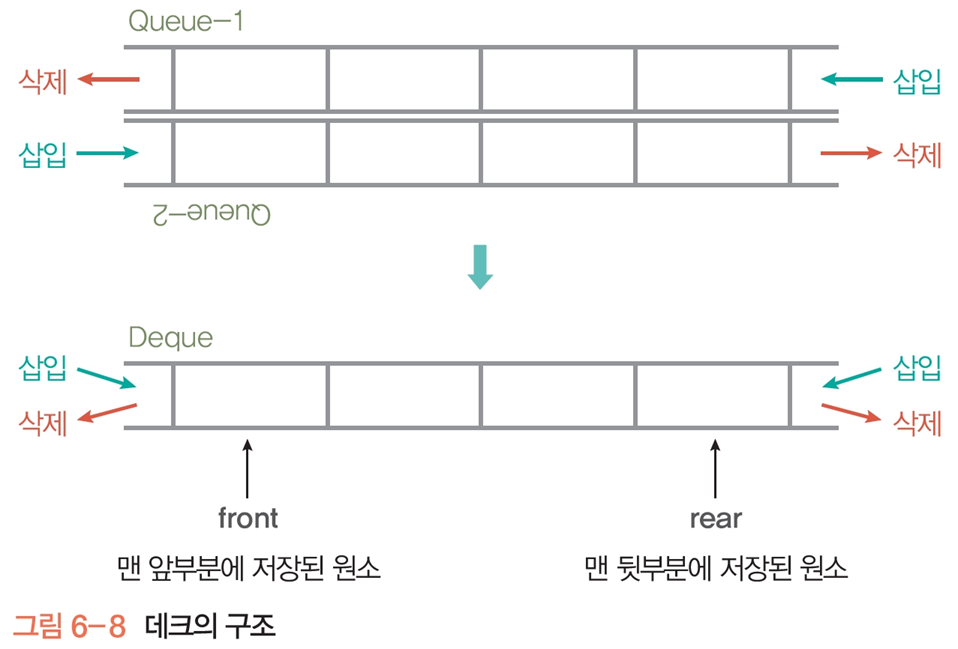 Queue-1
삭제 삽입
삽입 삭제
Queue-2
Deque
삽입 삽입
삭제 삭제
front rear
맨 앞부분에 저장된 원소 맨 뒷부분에 저장된 원소
그림 6-8 데크의 구조